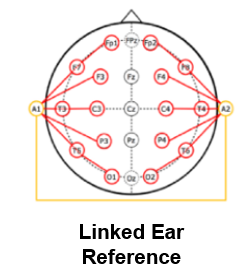 Fp1 FPz Fp2
F7 F3 Fz F4 F8
A1 T3 C3 Cz C4 T4 A2
P3 Pz P4
T5 T6
O1 Oz O2
Linked Ear
Reference